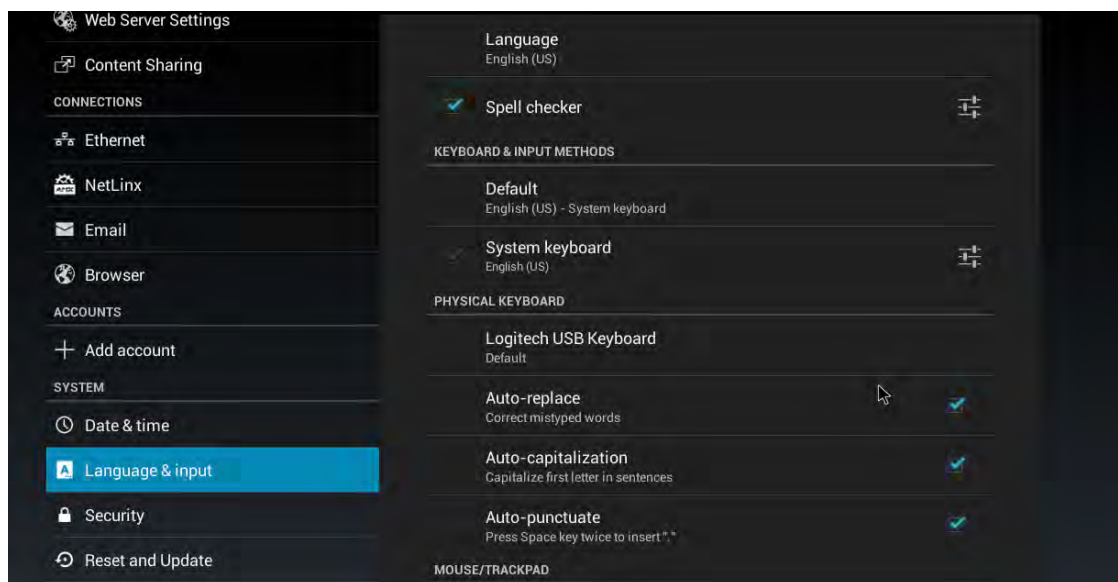 Web Server Settings
Content Sharing
CONNECTIONS
Ethernet
AMX
NetLinx
Email
Browser
ACCOUNTS
Add account
SYSTEM
Date & time
A
Language & input
Security
Reset and Update
Language
English (US)
Spell checker
KEYBOARD & INPUT METHODS
Default
English (US) - System keyboard
System keyboard
English (US)
PHYSICAL KEYBOARD
Logitech USB Keyboard
Default
Auto-replace
Correct mistyped words
Auto-capitalization
Capitalize first letter in sentences
Auto-punctuate
Press Space key twice to insert "."
MOUSE/TRACKPAD